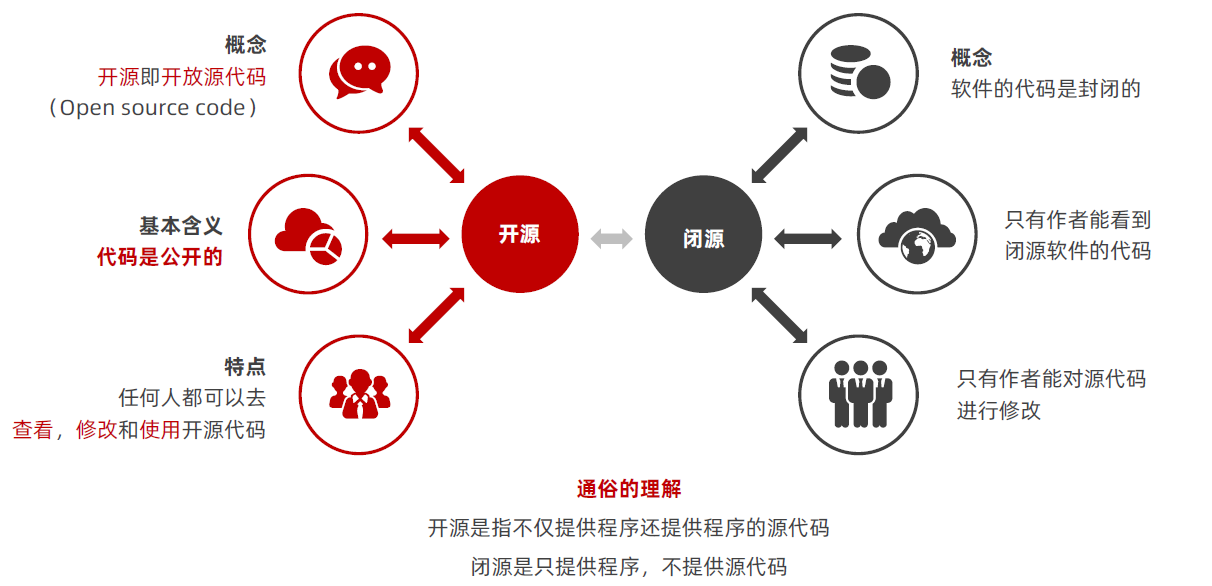 概念
开源即开放源代码
（Open source code）
基本含义
代码是公开的
特点
任何人都可以去
查看，修改和使用开源代码
开源
闭源
概念
软件的代码是封闭的
只有作者能看到
闭源软件的代码
只有作者能对源代码
进行修改
通俗的理解
开源是指不仅提供程序还提供程序的源代码
闭源是只提供程序，不提供源代码